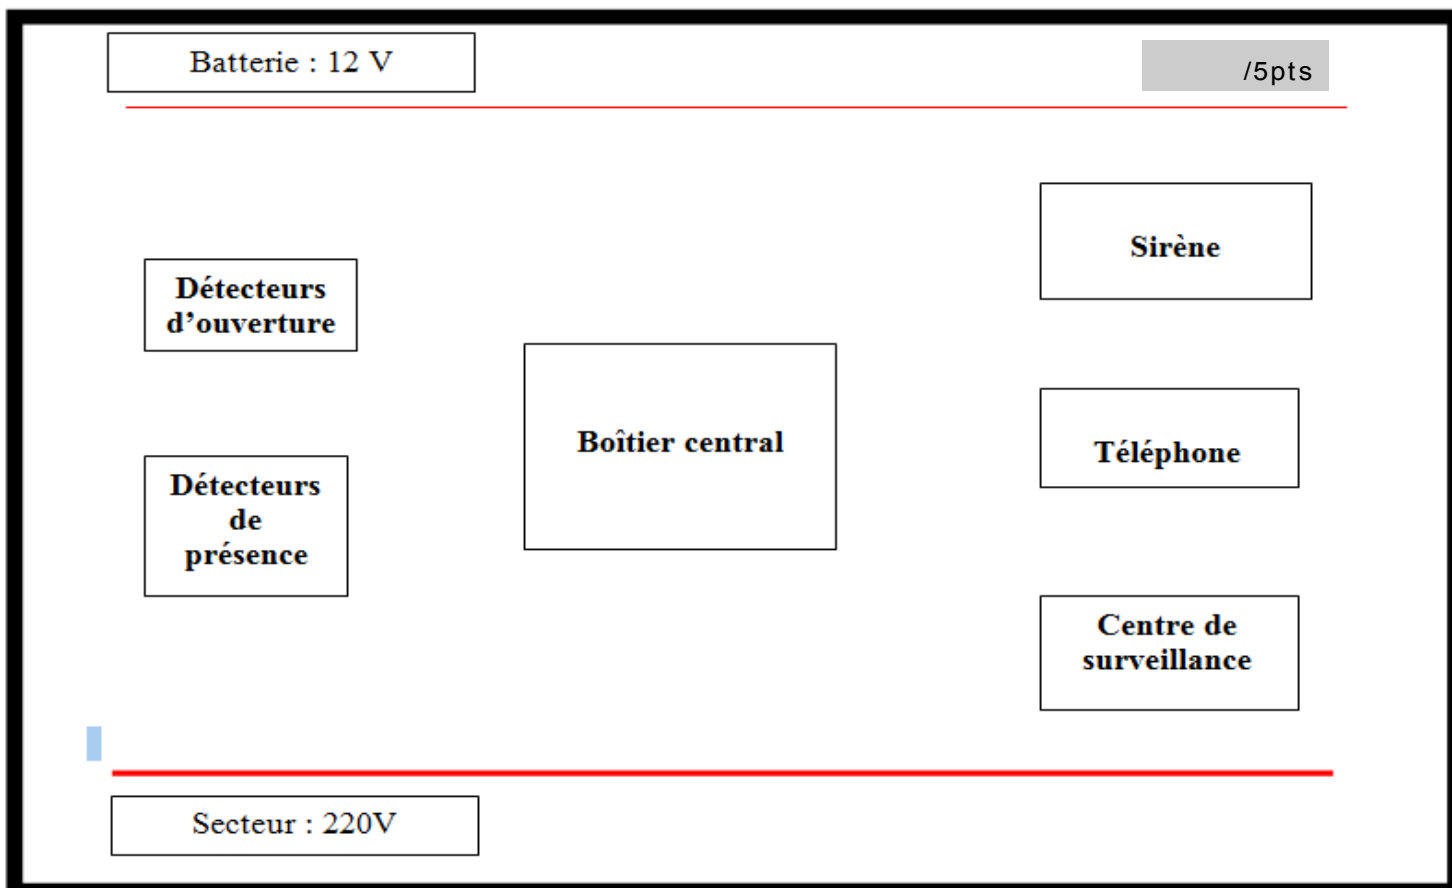 Batterie : 12 V
/5pts
Sirène
Détecteurs
d’ouverture
Boîtier central
Téléphone
Détecteurs
de
présence
Centre de
surveillance
Secteur : 220V